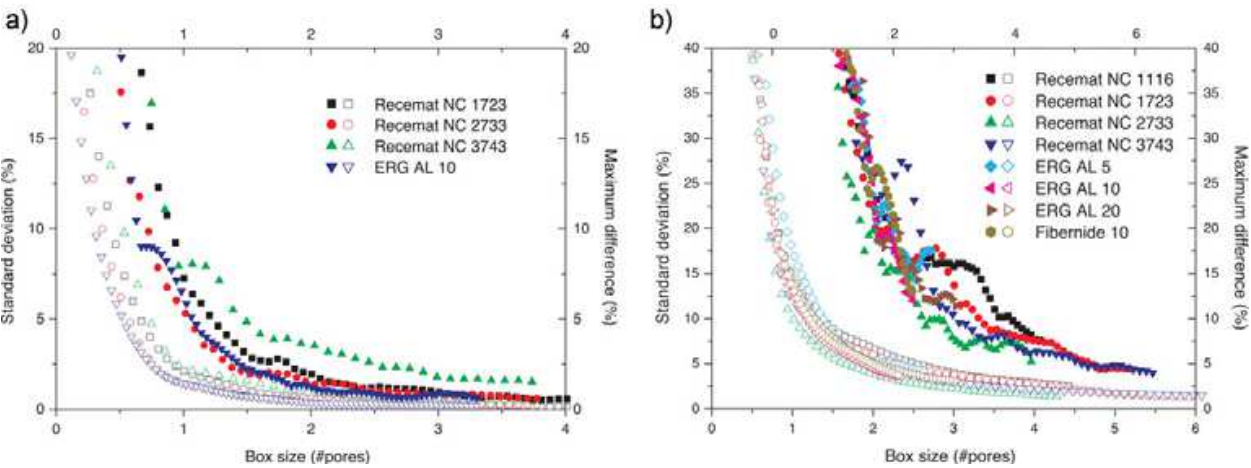 a)
0 1 2 3 4
20 20
15 15
10 10
5 5
0 0
Standard deviation (%)
Maximum difference (%)
Recemat NC 1723
Recemat NC 2733
Recemat NC 3743
ERG AL 10
0 1 2 3 4
Box size (#pores)
b)
0 2 4 6
40 40
35 35
30 30
25 25
20 20
15 15
10 10
5 5
0 0
Standard deviation (%)
Maximum difference (%)
Recemat NC 1116
Recemat NC 1723
Recemat NC 2733
Recemat NC 3743
ERG AL 5
ERG AL 10
ERG AL 20
Fibernide 10
0 1 2 3 4 5 6
Box size (#pores)